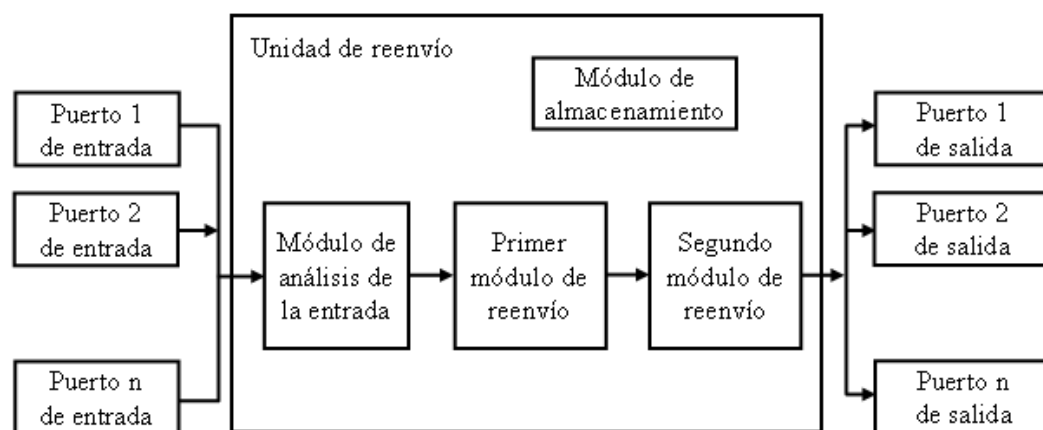 Unidad de reenvío
Módulo de
almacenamiento
Puerto 1
de entrada
Puerto 2
de entrada
Puerto n
de entrada
Módulo de
análisis de
la entrada
Primer
módulo de
reenvío
Segundo
módulo de
reenvío
Puerto 1
de salida
Puerto 2
de salida
Puerto n
de salida